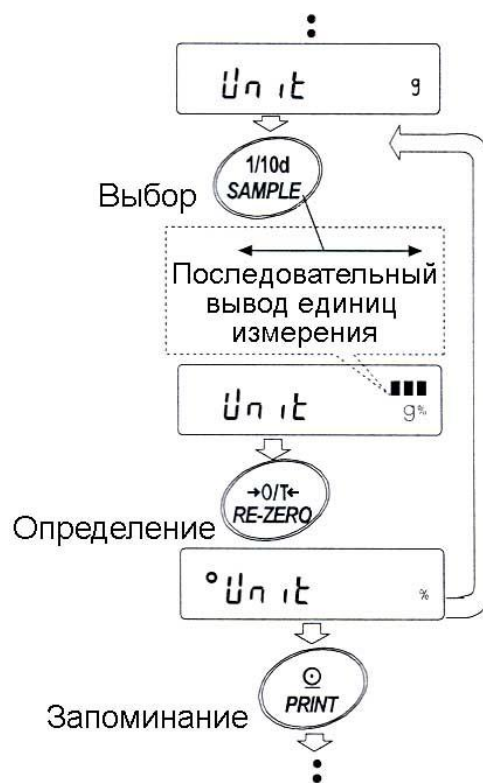 Unit g
1/10d
SAMPLE
Выбор
Последовательный
вывод единиц
измерения
Unit g%
→0/T←
RE-ZERO
Определение
°Unit %
PRINT
Запоминание